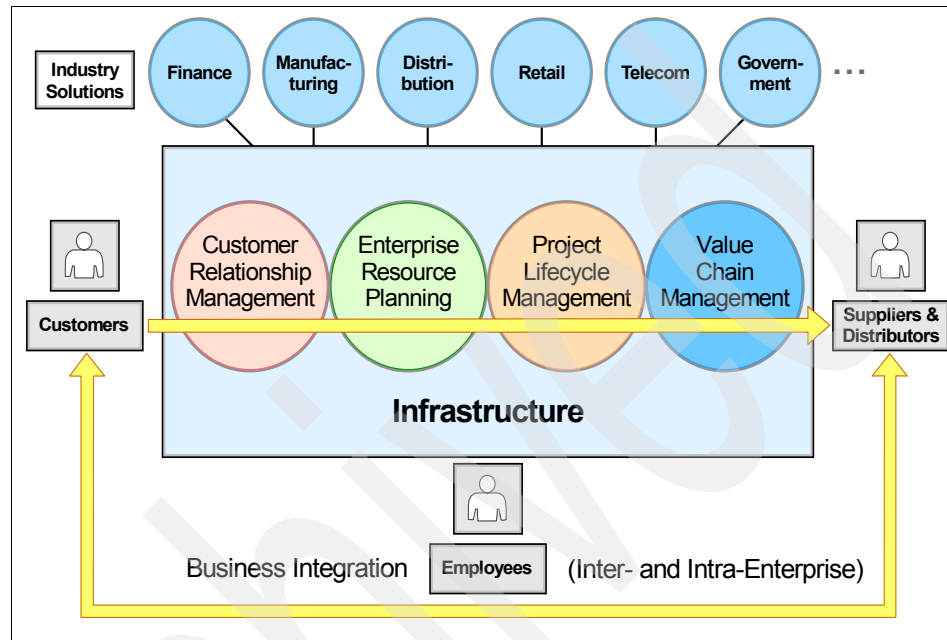 Industry
Solutions
Finance
Manufac-
turing
Distri-
bution
Retail
Telecom
Govern-
ment
...
Customer
Relationship
Management
Enterprise
Resource
Planning
Project
Lifecycle
Management
Value
Chain
Management
Customers
Suppliers &
Distributors
Infrastructure
Business Integration
Employees
(Inter- and Intra-Enterprise)